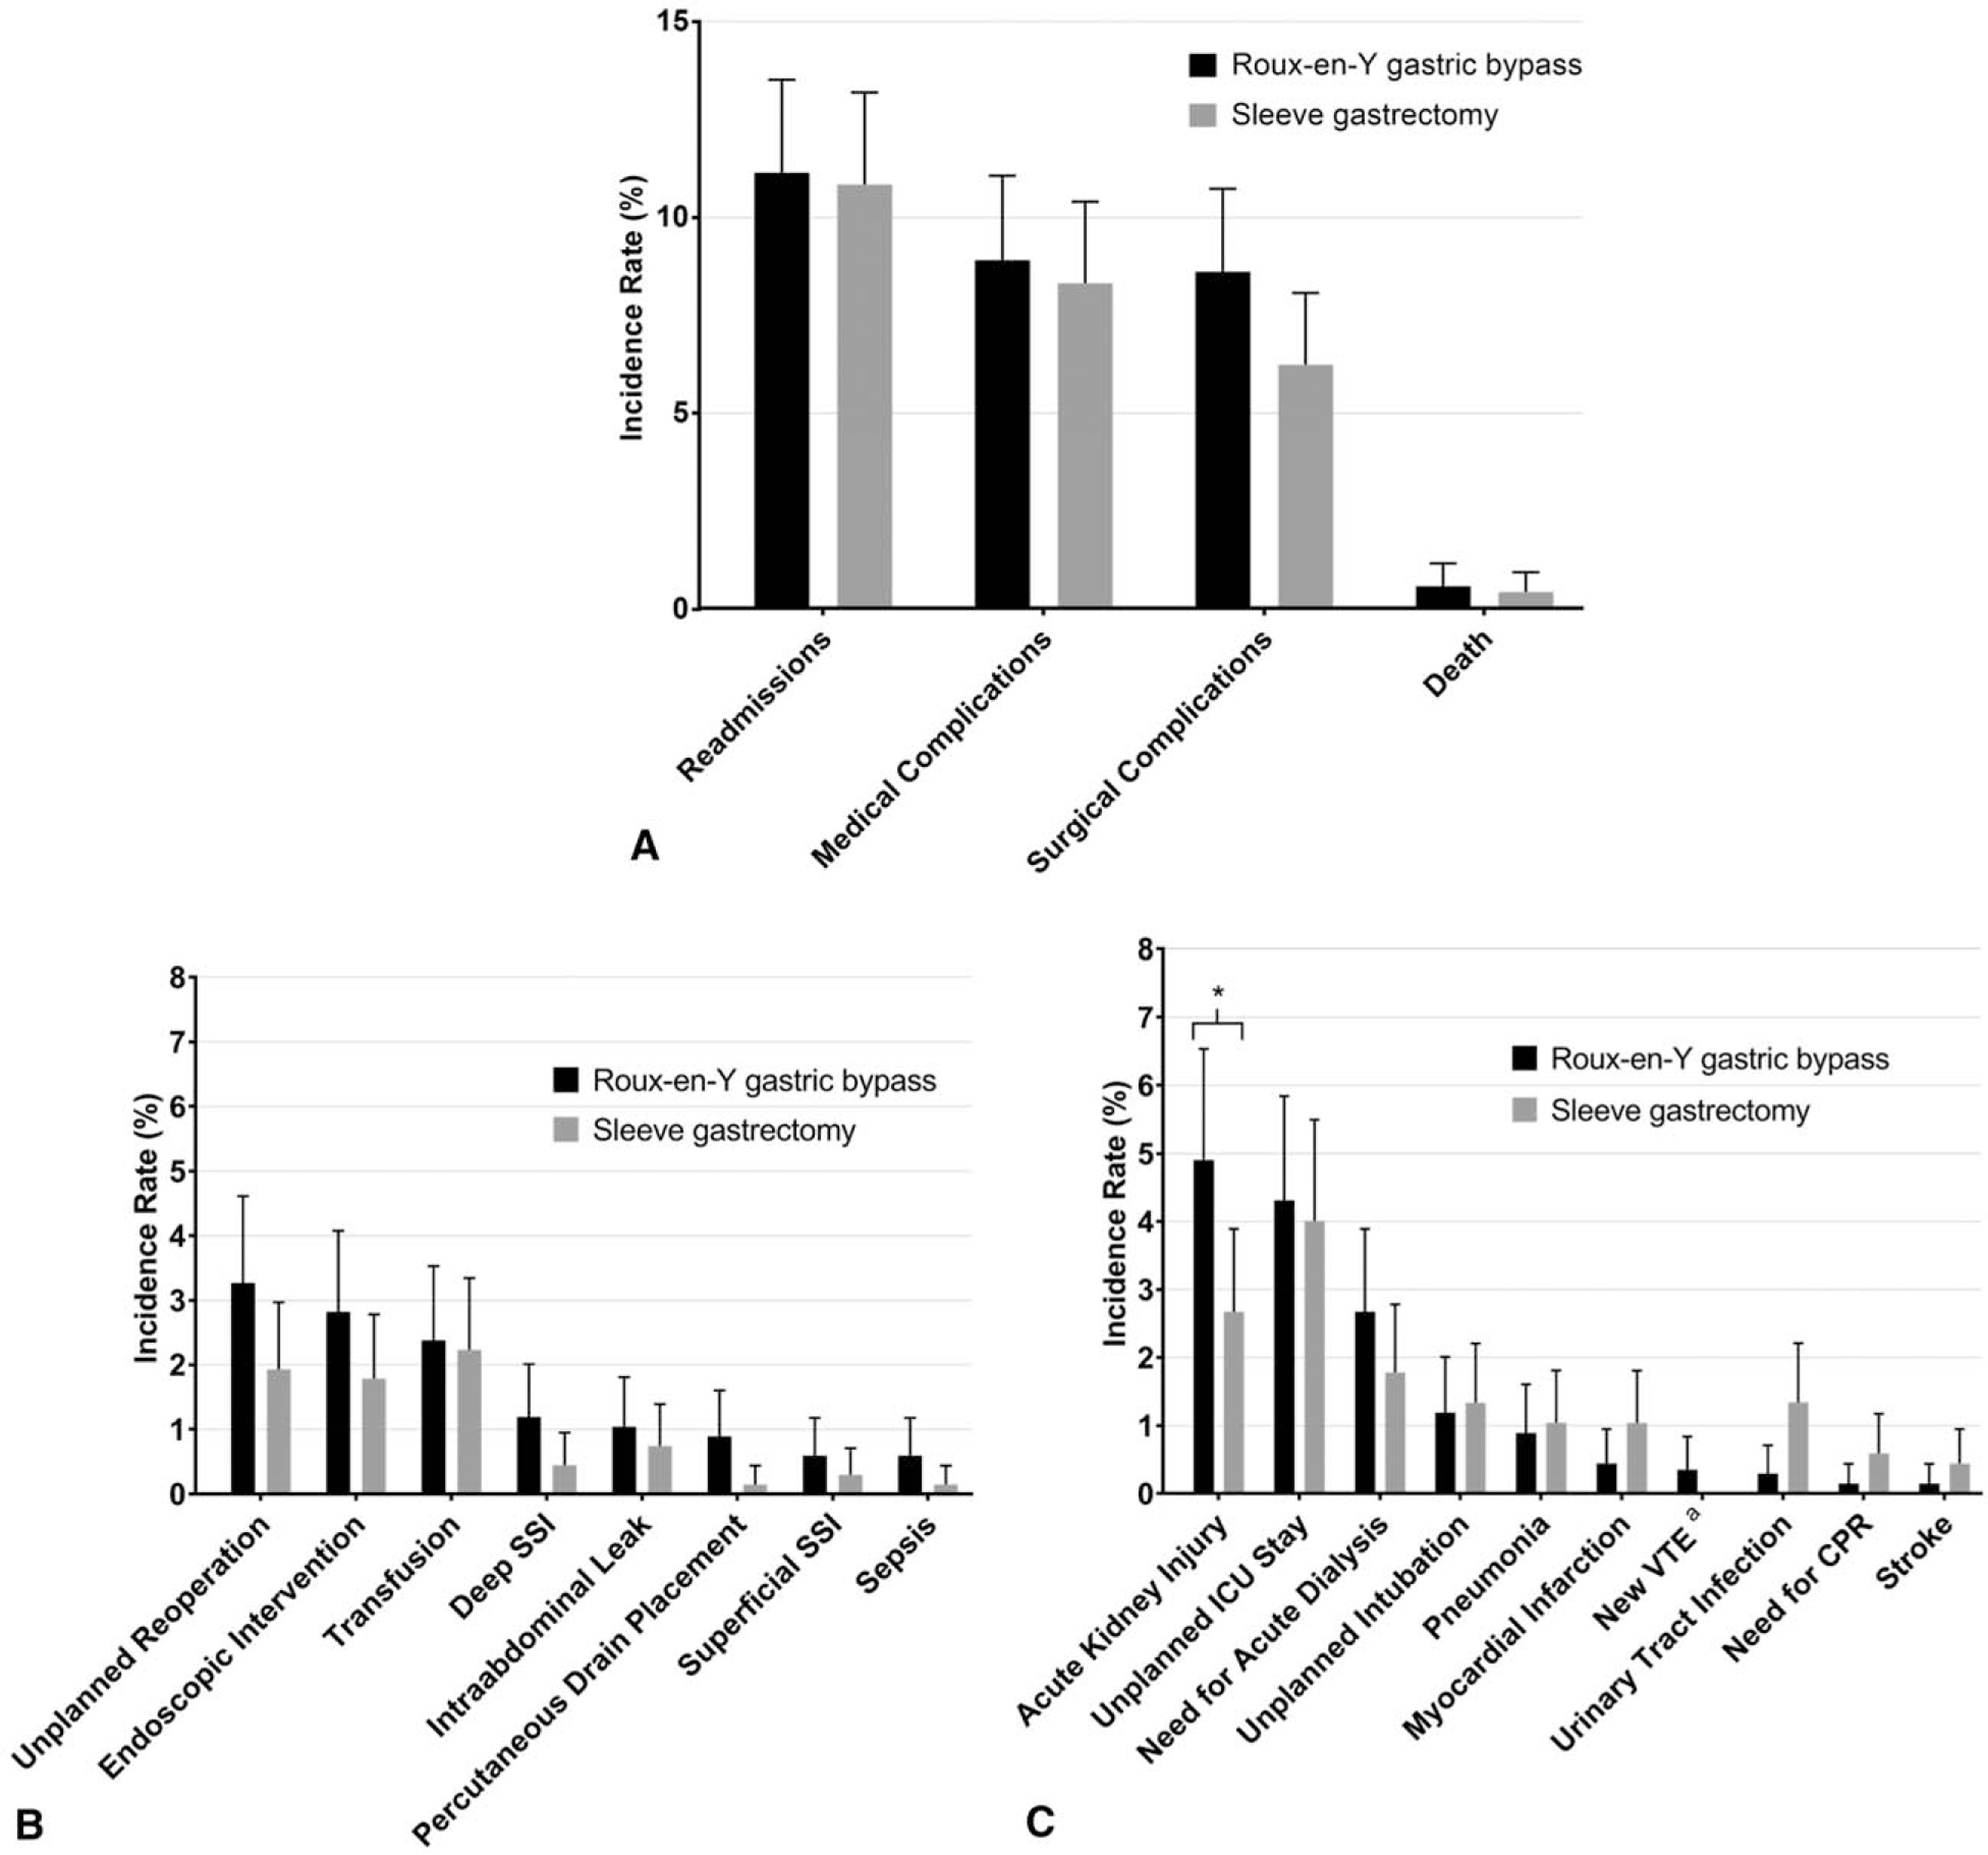 15
Roux-en-Y gastric bypass
Sleeve gastrectomy
Incidence Rate (%)
10
5
0
Readmissions
Medical Complications
Surgical Complications
Death
A
8
7
6
5
4
3
2
1
0
Incidence Rate (%)
Roux-en-Y gastric bypass
Sleeve gastrectomy
Unplanned Reoperation
Endoscopic Intervention
Transfusion
Deep SSI
Intraabdominal Leak
Percutaneous Drain Placement
Superficial SSI
Sepsis
B
8
7
6
5
4
3
2
1
0
Incidence Rate (%)
*
Roux-en-Y gastric bypass
Sleeve gastrectomy
Acute Kidney Injury
Unplanned ICU Stay
Need for Acute Dialysis
Unplanned Intubation
Pneumonia
Myocardial Infarction
New VTE a
Urinary Tract Infection
Need for CPR
Stroke
C